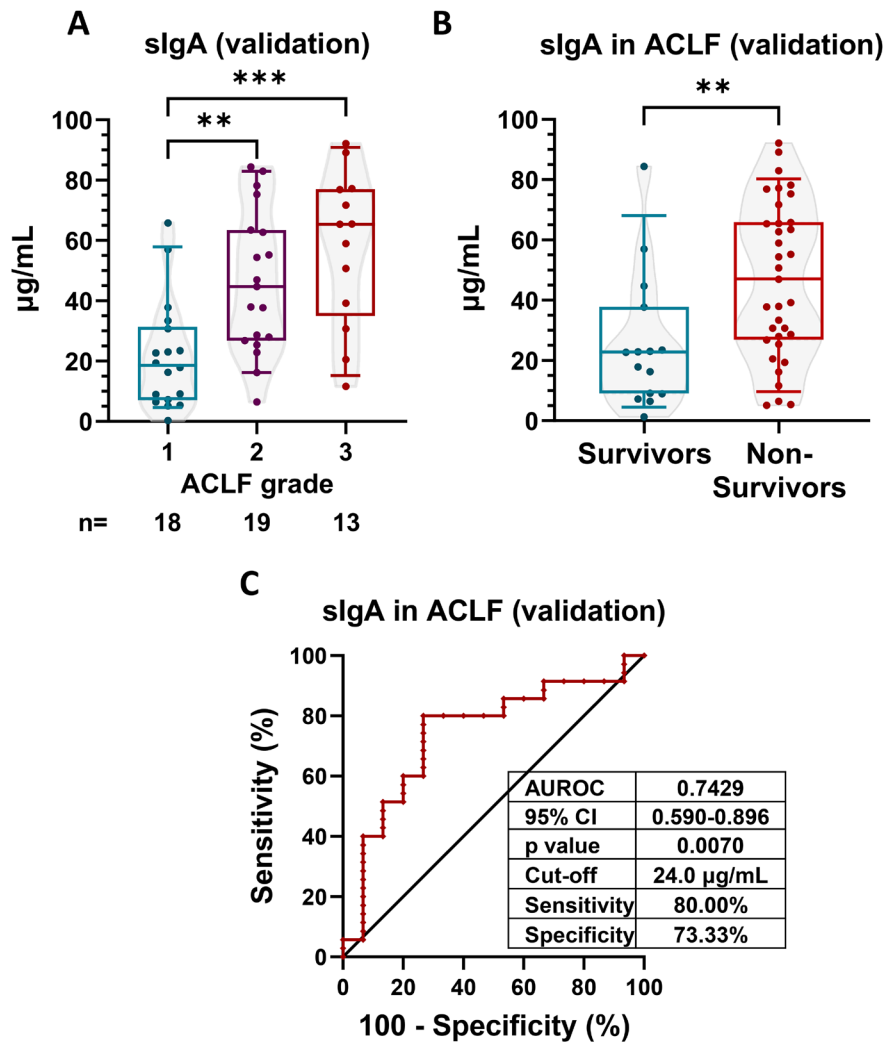 A
sIgA (validation)
***
**
100
80
60
40
20
0
µg/mL
1 2 3
ACLF grade
n= 18 19 13
B
sIgA in ACLF (validation)
**
100
80
60
40
20
0
µg/mL
Survivors Non-
Survivors
C
sIgA in ACLF (validation)
100
80
60
40
20
0
Sensitivity (%)
AUROC 0.7429
95% CI 0.590-0.896
p value 0.0070
Cut-off 24.0 µg/mL
Sensitivity 80.00%
Specificity 73.33%
0 20 40 60 80 100
100 - Specificity (%)